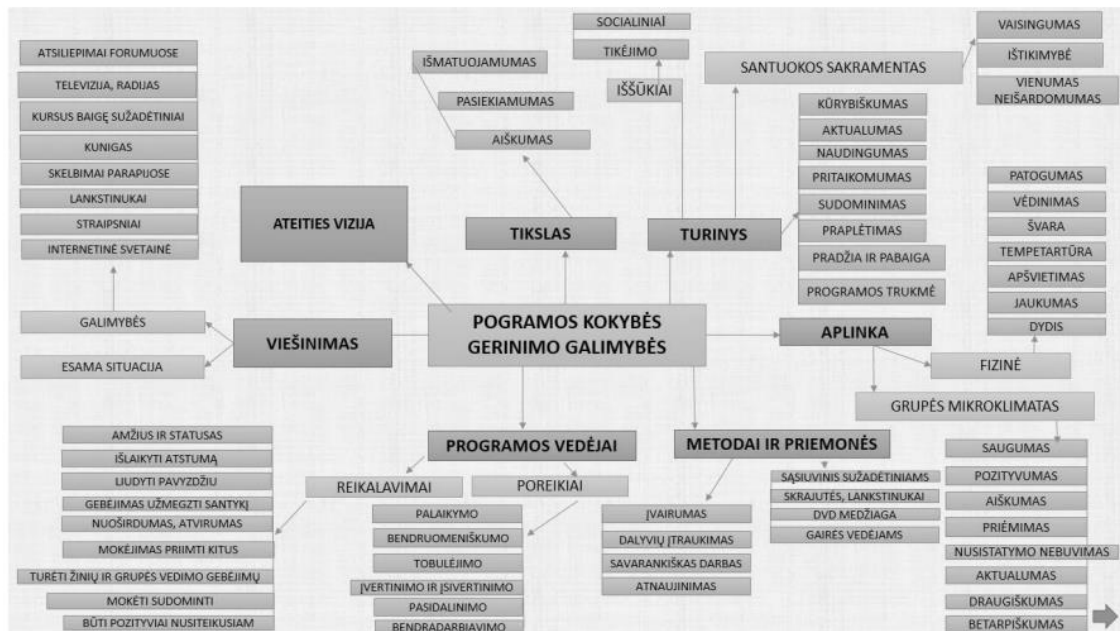 ATSILIEPIMAI FORUMUOSE
TELEVIZIJA, RADIJAS
KURSUS BAIGĘ SUŽADĖTINIAI
KUNIGAS
SKELBIMAI PARAPIJOSE
LANKSTINUKAI
STRAIPSNIAI
INTERNETINĖ SVETAINĖ
GALIMYBĖS
ESAMA SITUACIJA
VIEŠINIMAS
ATEITIES VIZIJA
IŠMATUOJAMUMAS
PASIEKIAMUMAS
AIŠKUMAS
TIKSLAS
SOCIALINIAI
TIKĖJIMO
IŠŠŪKIAI
SANTUOKOS SAKRAMENTAS
VAISINGUMAS
IŠTIKIMYBĖ
VIENUMAS
NEIŠARDOMUMAS
TURINYS
KŪRYBIŠKUMAS
AKTUALUMAS
NAUDINGUMAS
PRITAIKOMUMAS
SUDOMINIMAS
PRAPLĖTIMAS
PRADŽIA IR PABAIGA
PROGRAMOS TRUKMĖ
POGRAMOS KOKYBĖS
GERINIMO GALIMYBĖS
APLINKA
PATOGUMAS
VĖDINIMAS
ŠVARA
TEMPETARTŪRA
APŠVIETIMAS
JAUKUMAS
DYDIS
FIZINĖ
GRUPĖS MIKROKLIMATAS
SAUGUMAS
POZITYVUMAS
AIŠKUMAS
PRIĖMIMAS
NUSISTATYMO NEBUVIMAS
AKTUALUMAS
DRAUGIŠKUMAS
BETARPIŠKUMAS
PROGRAMOS VEDĖJAI
REIKALAVIMAI
AMŽIUS IR STATUSAS
IŠLAIKYTI ATSTUMĄ
LIUDYTI PAVYZDŽIU
GEBĖJIMAS UŽMEGZTI SANTYKĮ
NUOŠIRDUMAS, ATVIRUMAS
MOKĖJIMAS PRIIMTI KITUS
TURĖTI ŽINIŲ IR GRUPĖS VEDIMO GEBĖJIMŲ
MOKĖTI SUDOMINTI
BŪTI POZITYVIAI NUSITEIKUSIAM
POREIKIAI
PALAIKYMO
BENDRUOMENIŠKUMO
TOBULĖJIMO
ĮVERTINIMO IR ĮSIVERTINIMO
PASIDALINIMO
BENDRADARBIAVIMO
METODAI IR PRIEMONĖS
ĮVAIRUMAS
DALYVIŲ ĮTRAUKIMAS
SAVARANKIŠKAS DARBAS
ATNAUJINIMAS
SĄSIUVINIS SUŽADĖTINIAMS
SKRAJUTĖS, LANKSTINUKAI
DVD MEDŽIAGA
GAIRĖS VEDĖJAMS